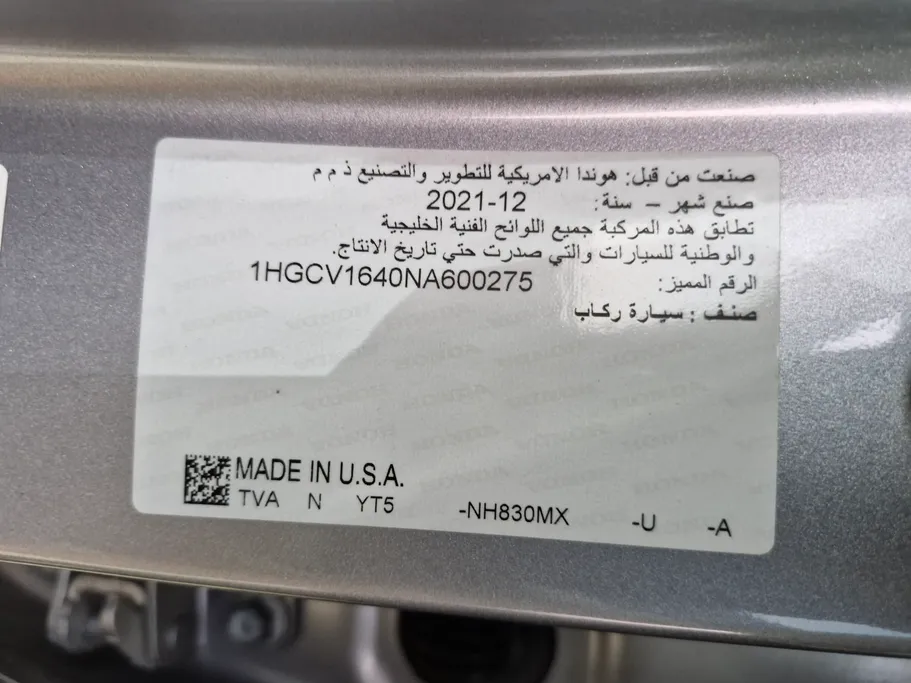 صنعت من قبل: هوندا الامريكية للتطوير والتصنيع ذ م م
صنع شهر – سنة: 2021-12
تطابق هذه المركبة جميع اللوائح الفنية الخليجية
والوطنية للسيارات والتي صدرت حتي تاريخ الانتاج.
الرقم المميز: 1HGCV1640NA600275
صنف : سيارة ركاب
MADE IN U.S.A.
TVA N YT5 -NH830MX -U -A